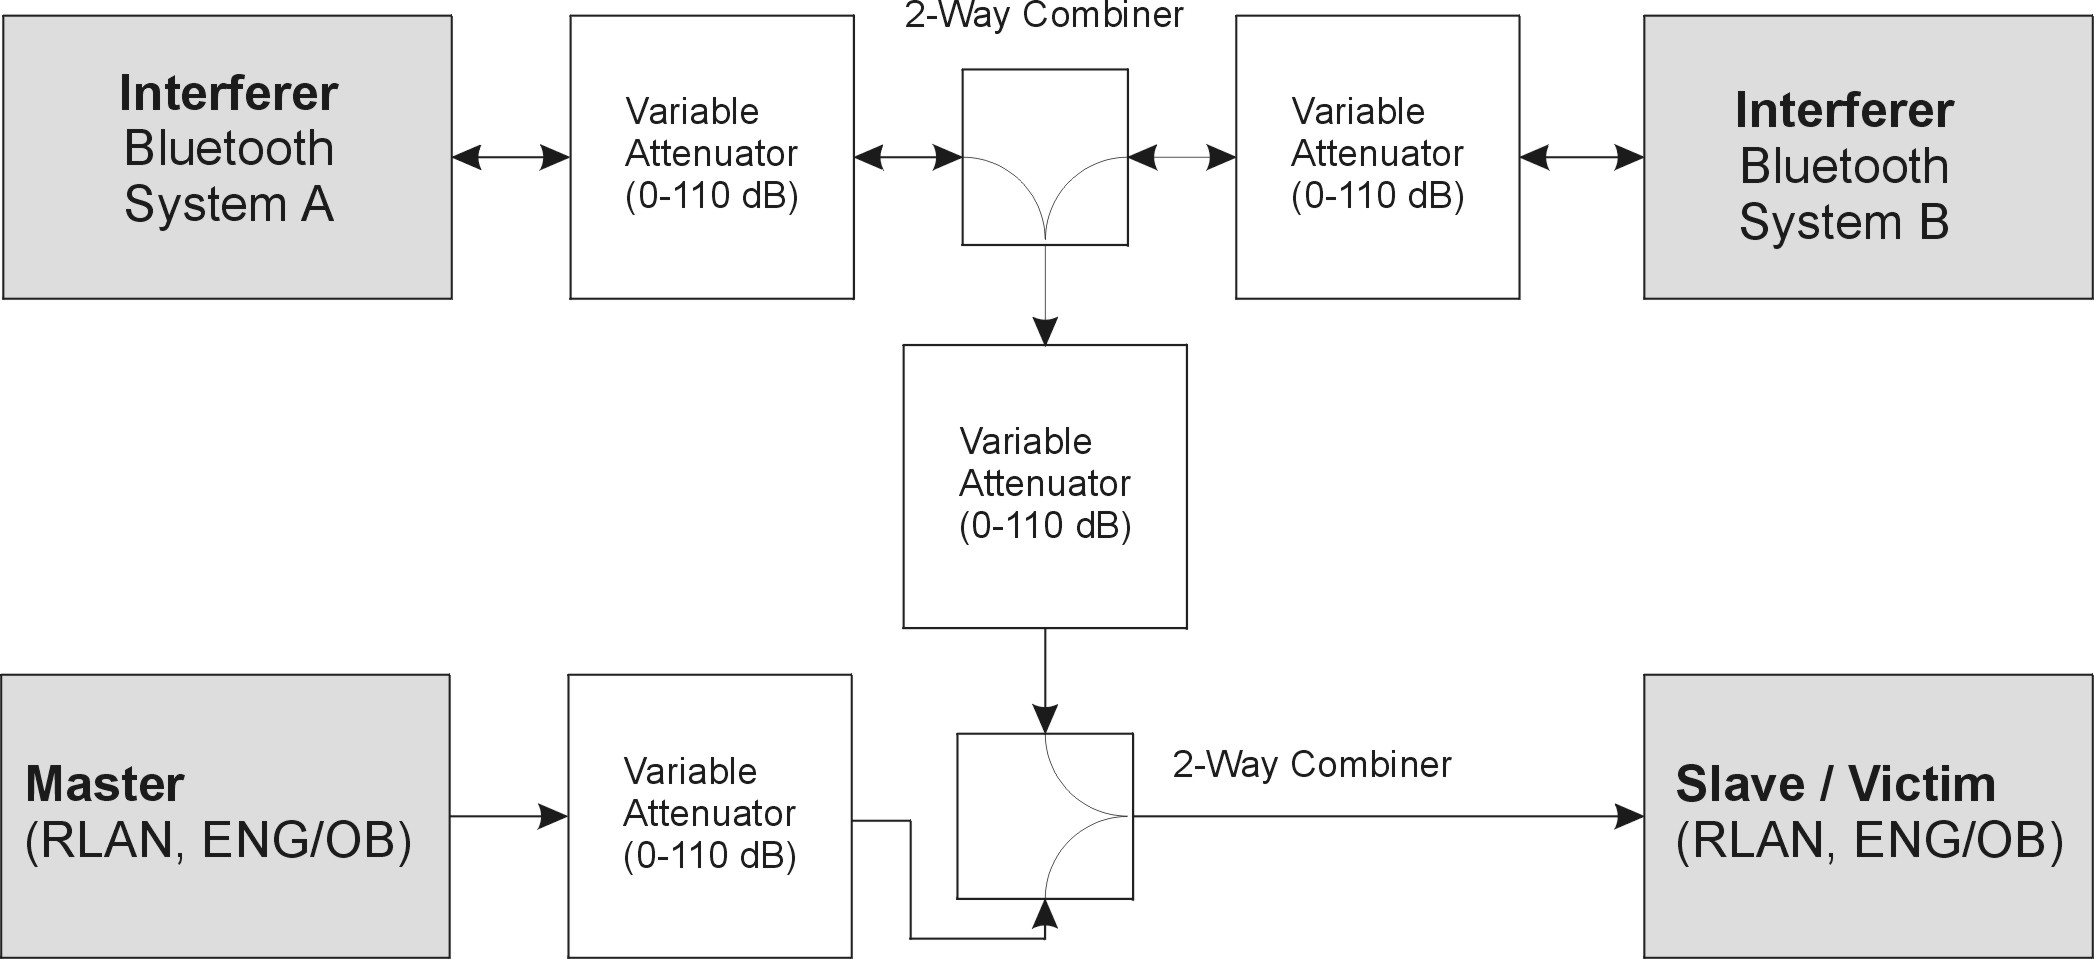 2-Way Combiner
Interferer
Bluetooth
System A
Variable
Attenuator
(0-110 dB)
Variable
Attenuator
(0-110 dB)
Interferer
Bluetooth
System B
Variable
Attenuator
(0-110 dB)
Master
(RLAN, ENG/OB)
Variable
Attenuator
(0-110 dB)
2-Way Combiner
Slave / Victim
(RLAN, ENG/OB)